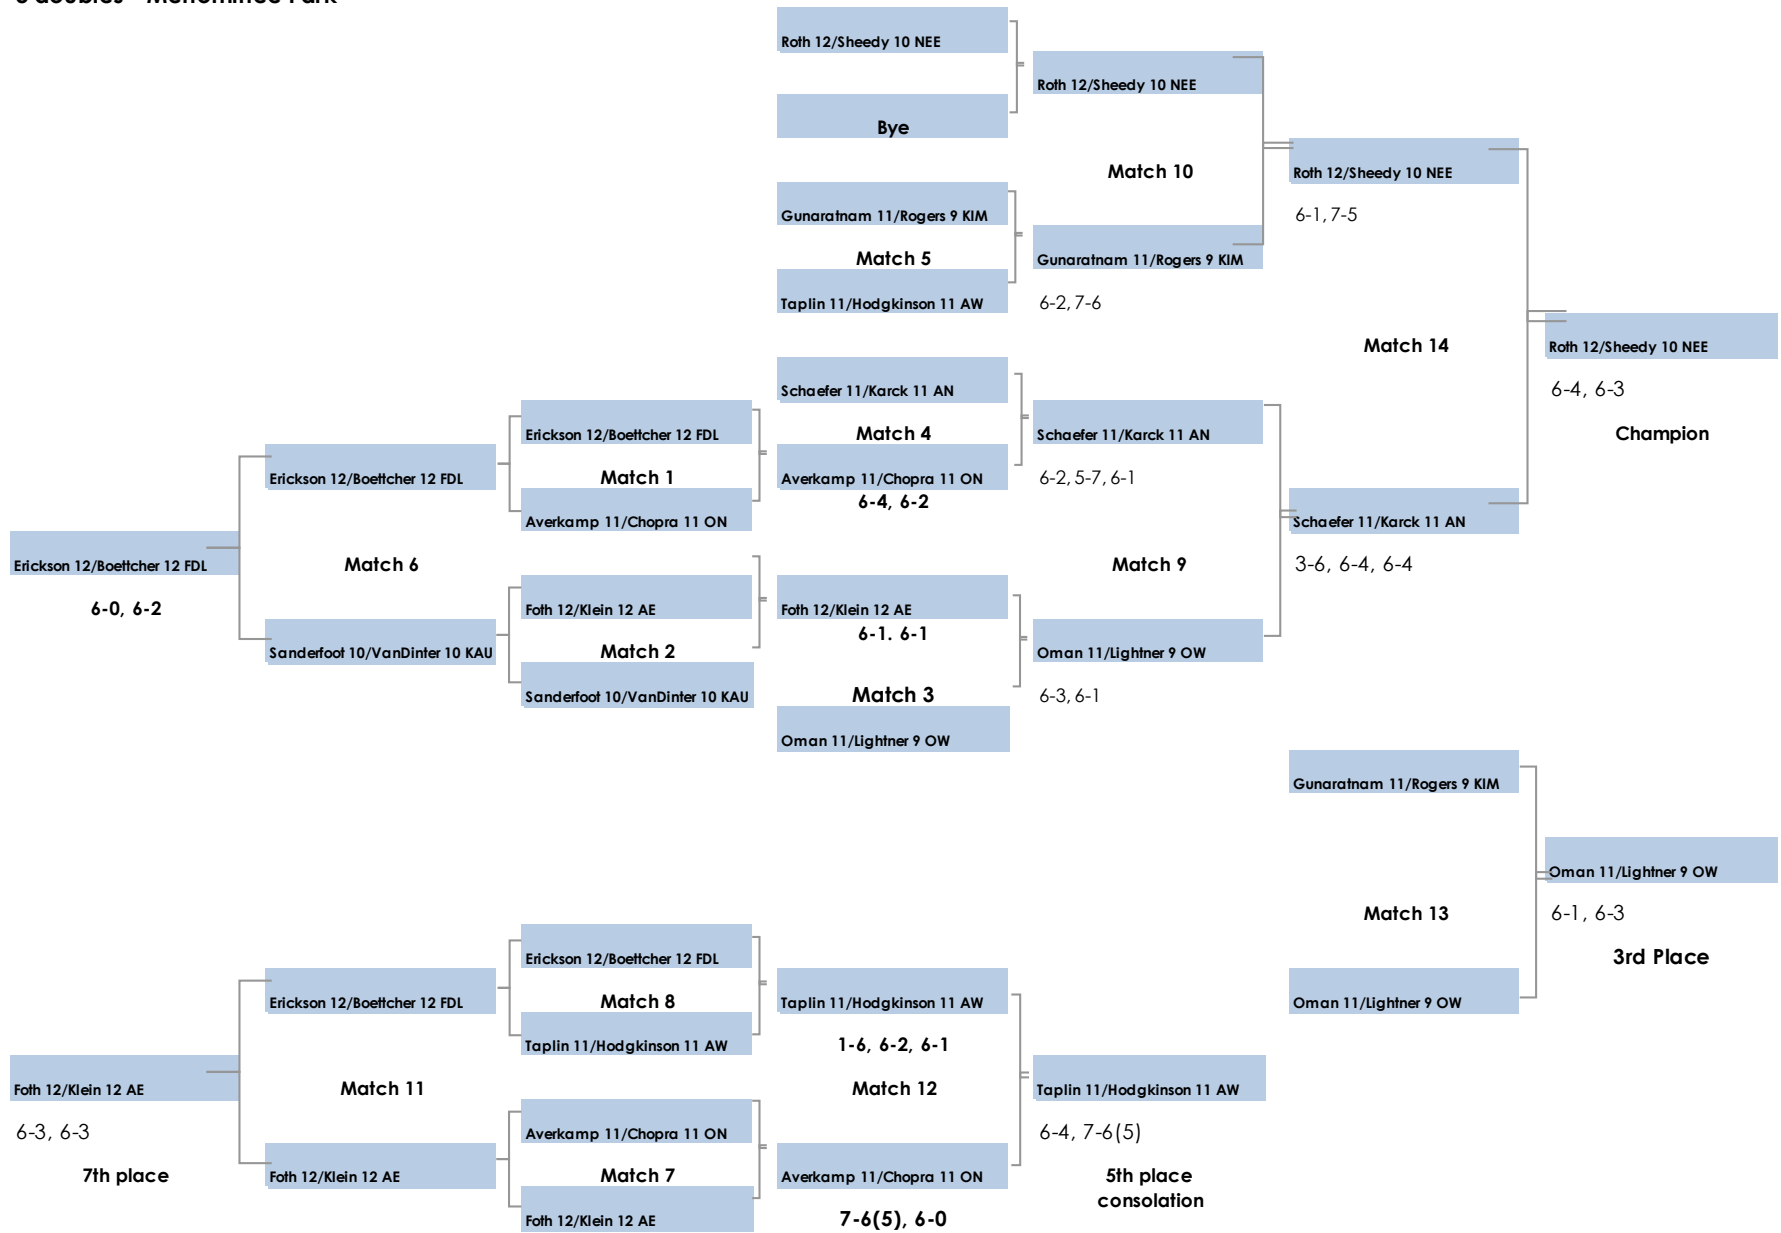 3 doubles - Menominee Park
Roth 12/Sheedy 10 NEE
Roth 12/Sheedy 10 NEE
Bye
Match 10
Roth 12/Sheedy 10 NEE
Gunaratnam 11/Rogers 9 KIM
6-1, 7-5
Match 5
Gunaratnam 11/Rogers 9 KIM
Taplin 11/Hodgkinson 11 AW
6-2, 7-6
Match 14
Roth 12/Sheedy 10 NEE
Schaefer 11/Karck 11 AN
6-4, 6-3
Erickson 12/Boettcher 12 FDL
Match 4
Schaefer 11/Karck 11 AN
Champion
Erickson 12/Boettcher 12 FDL
Match 1
Averkamp 11/Chopra 11 ON
6-2, 5-7, 6-1
6-4, 6-2
Averkamp 11/Chopra 11 ON
Schaefer 11/Karck 11 AN
Erickson 12/Boettcher 12 FDL
Match 6
Match 9
3-6, 6-4, 6-4
6-0, 6-2
Foth 12/Klein 12 AE
Foth 12/Klein 12 AE
6-1. 6-1
Sanderfoot 10/VanDinter 10 KAU
Match 2
Oman 11/Lightner 9 OW
Sanderfoot 10/VanDinter 10 KAU
Match 3
6-3, 6-1
Oman 11/Lightner 9 OW
Gunaratnam 11/Rogers 9 KIM
Oman 11/Lightner 9 OW
Match 13
6-1, 6-3
Erickson 12/Boettcher 12 FDL
3rd Place
Erickson 12/Boettcher 12 FDL
Match 8
Taplin 11/Hodgkinson 11 AW
Oman 11/Lightner 9 OW
Taplin 11/Hodgkinson 11 AW
1-6, 6-2, 6-1
Foth 12/Klein 12 AE
Match 11
Match 12
Taplin 11/Hodgkinson 11 AW
6-3, 6-3
Averkamp 11/Chopra 11 ON
6-4, 7-6(5)
7th place
Foth 12/Klein 12 AE
Match 7
Averkamp 11/Chopra 11 ON
5th place
consolation
Foth 12/Klein 12 AE
7-6(5), 6-0